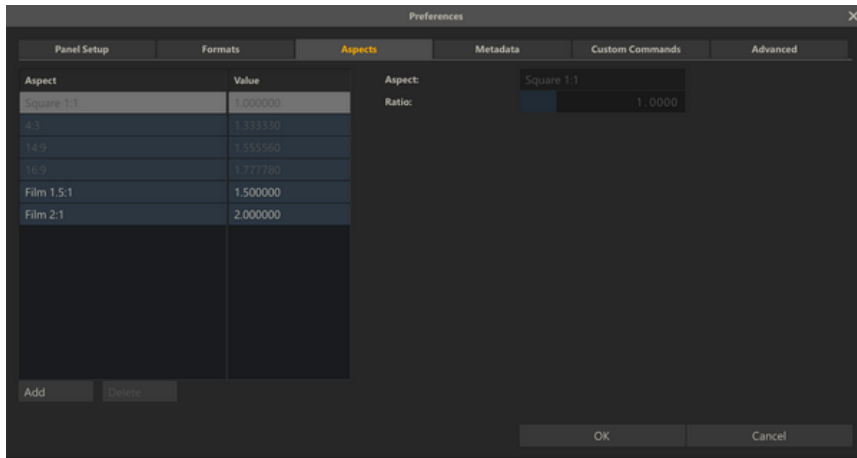 Preferences
Panel Setup Formats Aspects Metadata Custom Commands Advanced
Aspect Value Aspect: Square 1:1
Square 1:1 1.000000 Ratio: 1.0000
4:3 1.333330
14:9 1.555560
16:9 1.777780
Film 1.5:1 1.500000
Film 2:1 2.000000
Add Delete
OK Cancel